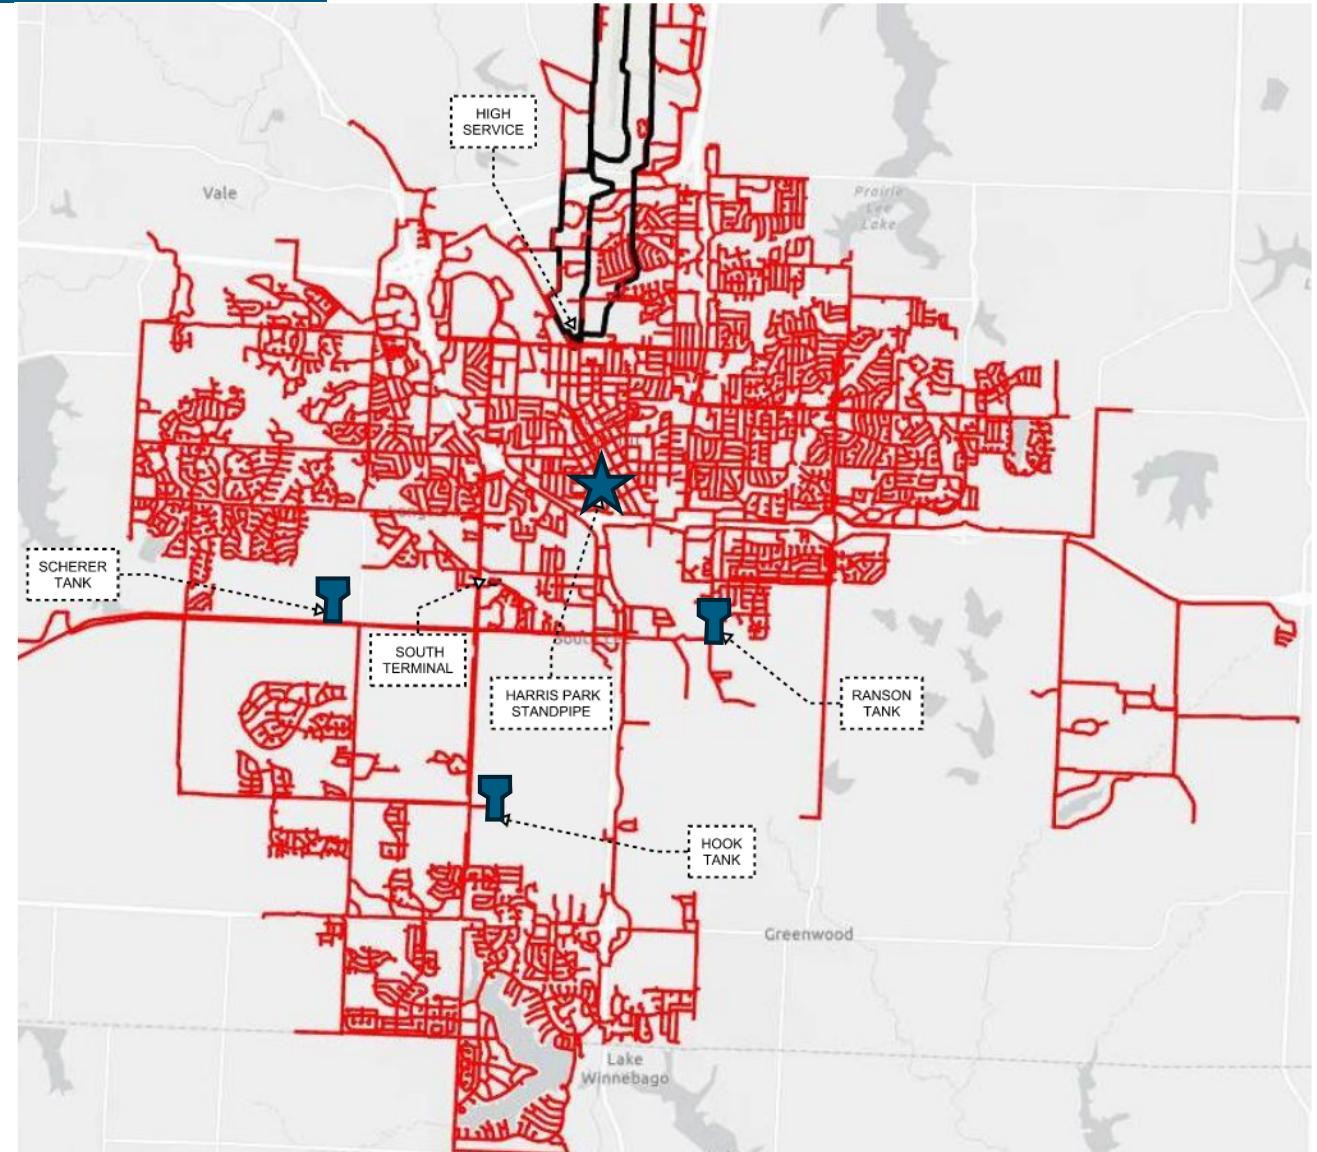 HIGH
SERVICE
Vale
Prairie
Lee
Lake
SCHERER
TANK
SOUTH
TERMINAL
HARRIS PARK
STANDPIPE
RANSON
TANK
HOOK
TANK
Greenwood
Lake
Winnebago